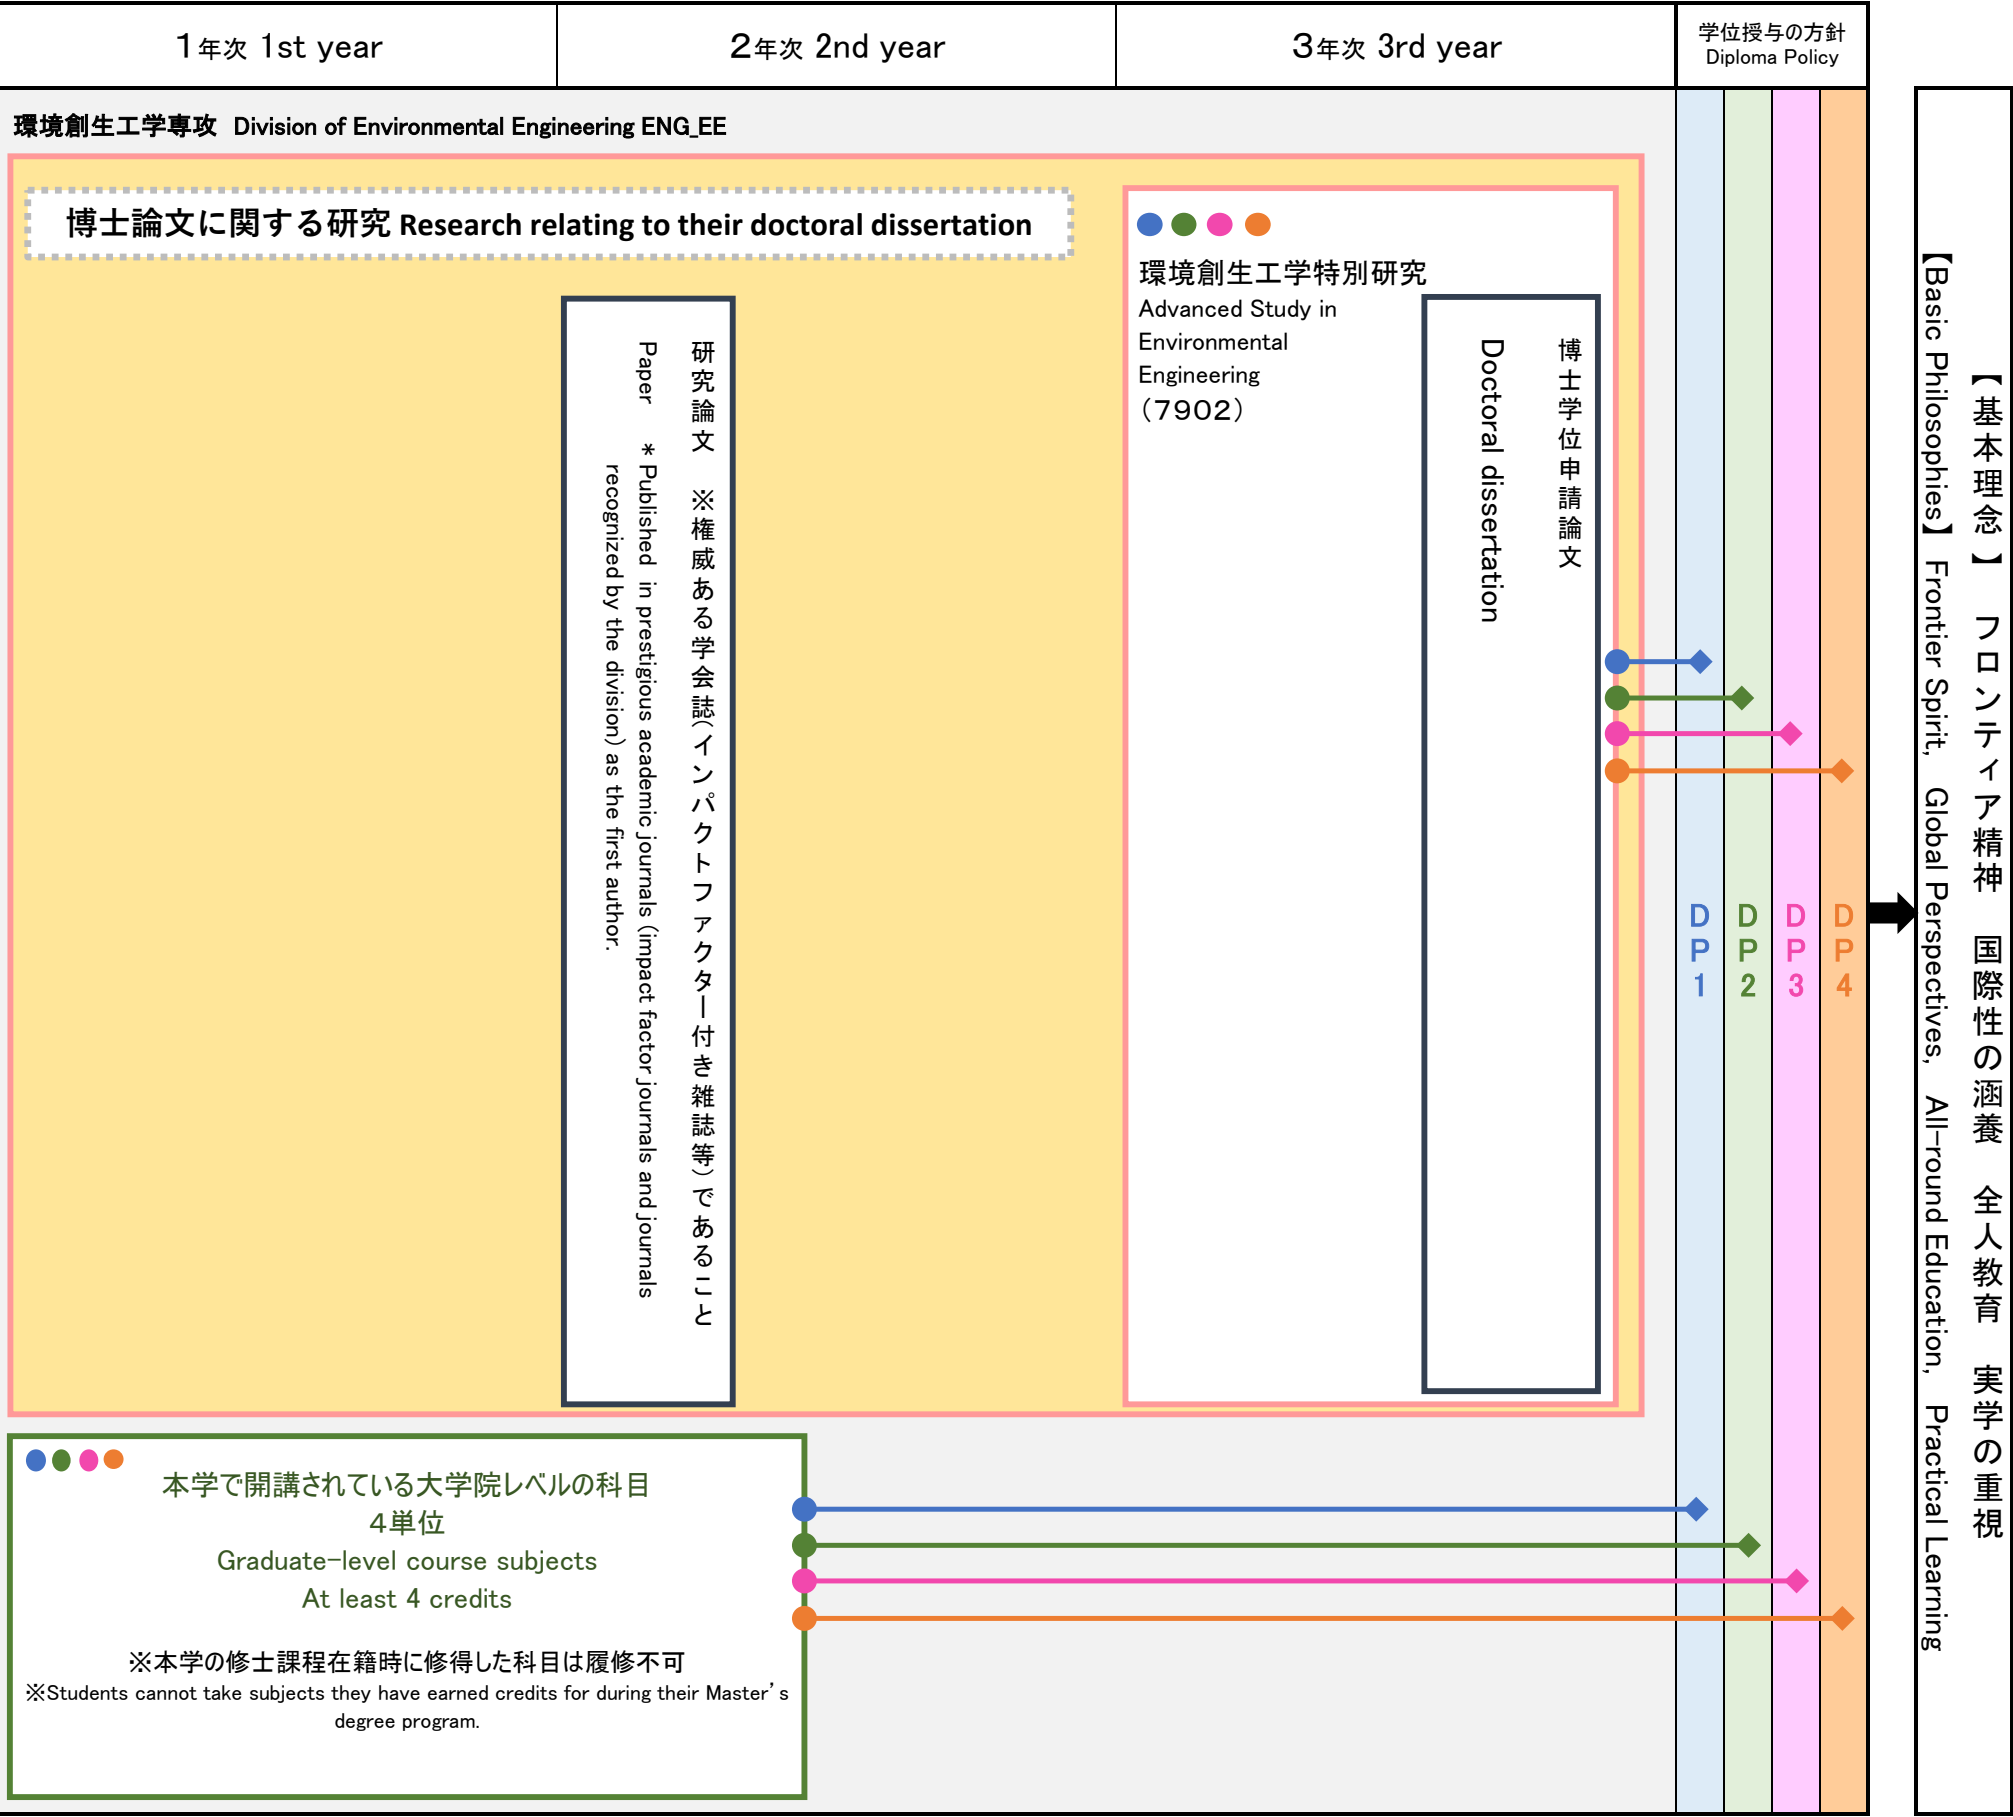 1年次 1st year
2年次 2nd year
3年次 3rd year
学位授与の方針
Diploma Policy
環境創生工学専攻 Division of Environmental Engineering ENG_EE
博士論文に関する研究 Research relating to their doctoral dissertation
研究論文 ※権威ある学会誌(インパクトファクター付き雑誌等)であること
Paper *Published in prestigious academic journals (impact factor journals and journals
recognized by the division) as the first author.
環境創生工学特別研究
Advanced Study in
Environmental
Engineering
(7902)
博士学位申請論文
Doctoral dissertation
DP1
DP2
DP3
DP4
【基本理念】 フロンティア精神 国際性の涵養 全人教育 実学の重視
【Basic Philosophies】 Frontier Spirit, Global Perspectives, All-round Education, Practical Learning
本学で開講されている大学院レベルの科目
4単位
Graduate-level course subjects
At least 4 credits
※本学の修士課程在籍時に修得した科目は履修不可
※Students cannot take subjects they have earned credits for during their Master's
degree program.